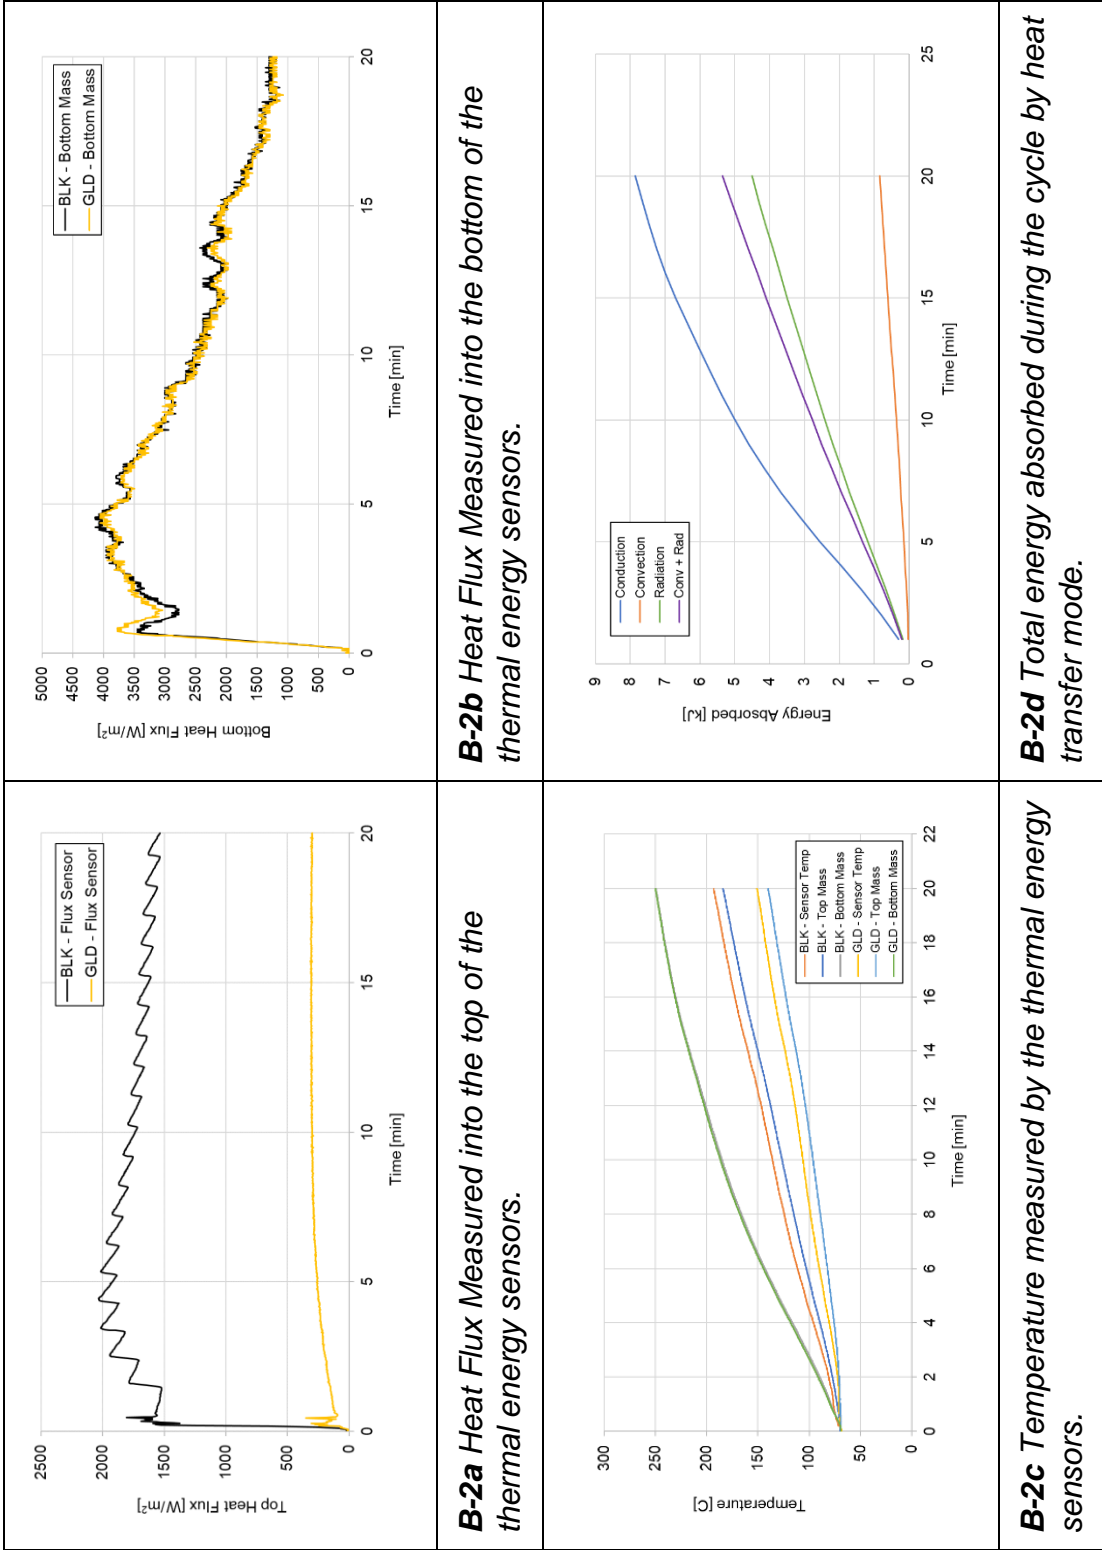 2500
2000
1500
1000
500
0
0
5
10
15
20
Top Heat Flux [W/m²]
Time [min]
BLK - Flux Sensor
GLD - Flux Sensor
B-2a Heat Flux Measured into the top of the
thermal energy sensors.
5000
4500
4000
3500
3000
2500
2000
1500
1000
500
0
0
5
10
15
20
Bottom Heat Flux [W/m²]
Time [min]
BLK - Bottom Mass
GLD - Bottom Mass
B-2b Heat Flux Measured into the bottom of the
thermal energy sensors.
300
250
200
150
100
50
0
0
2
4
6
8
10
12
14
16
18
20
22
Temperature [C]
Time [min]
BLK - Sensor Temp
BLK - Top Mass
BLK - Bottom Mass
GLD - Sensor Temp
GLD - Top Mass
GLD - Bottom Mass
B-2c Temperature measured by the thermal energy
sensors.
9
8
7
6
5
4
3
2
1
0
0
5
10
15
20
25
Energy Absorbed [kJ]
Time [min]
Conduction
Convection
Radiation
Conv + Rad
B-2d Total energy absorbed during the cycle by heat
transfer mode.